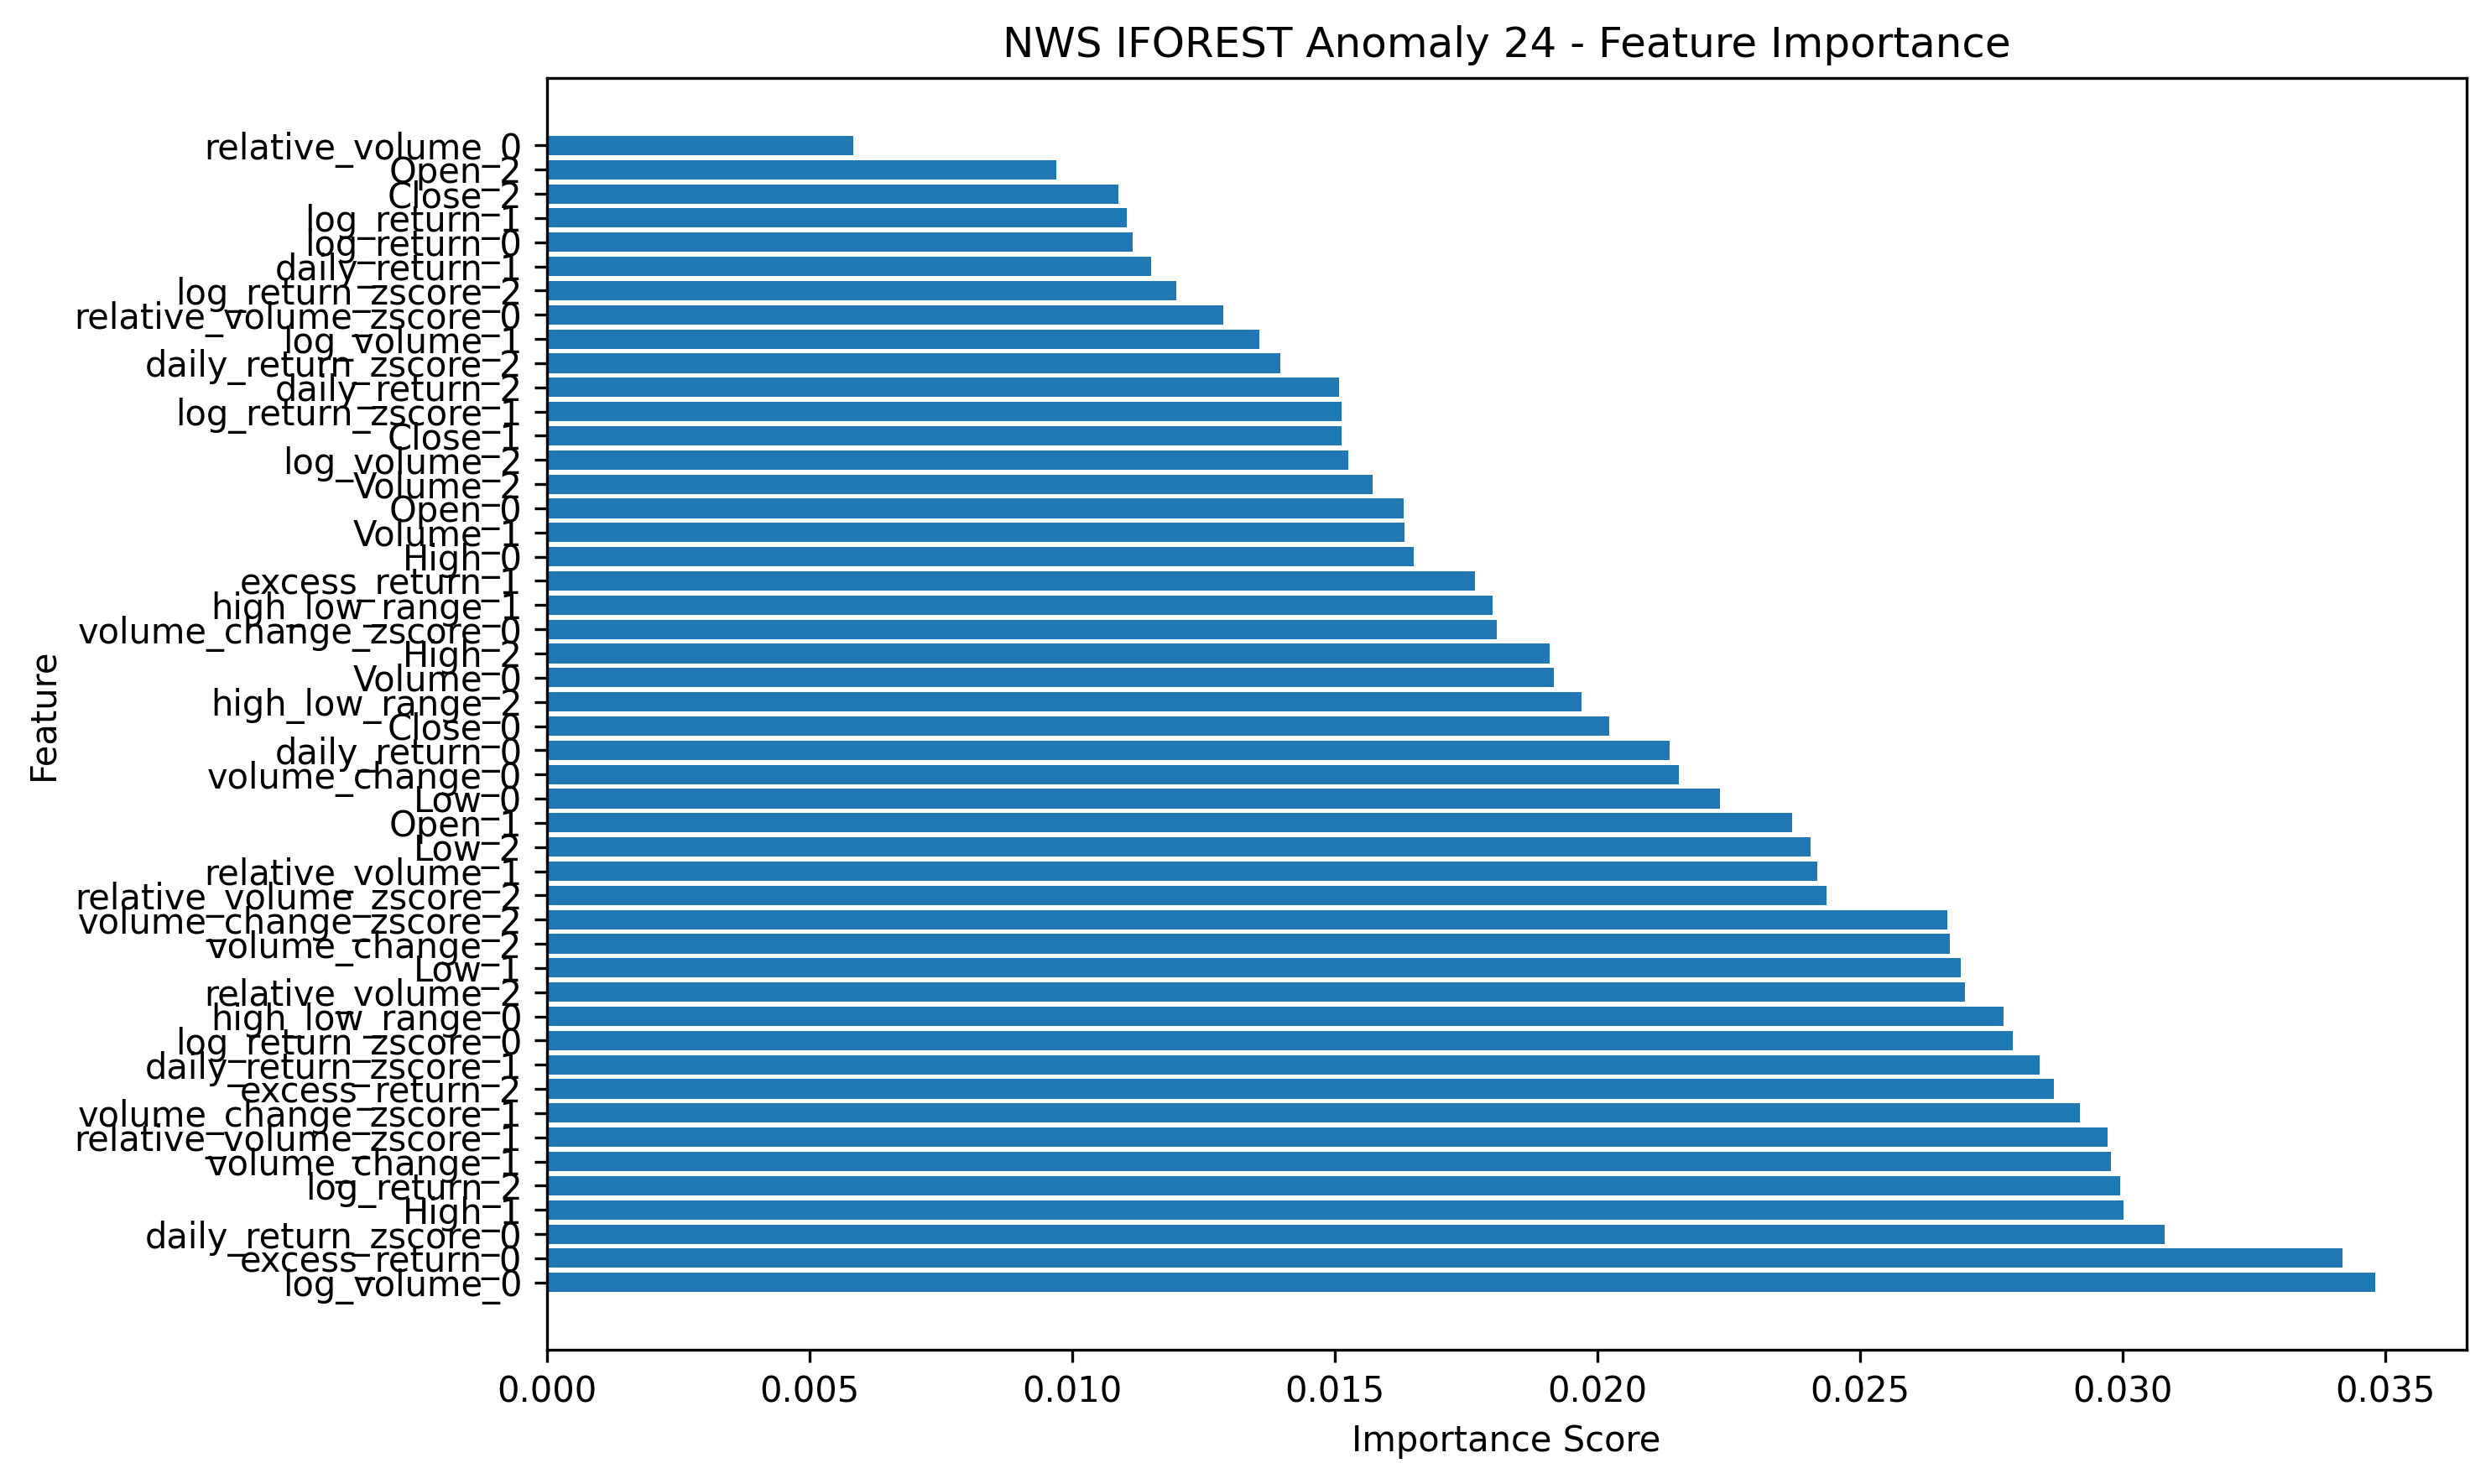 NWS IFOREST Anomaly 24 - Feature Importance
relative_volume_0
Open_2
Close_2
log_return_1
log_return_0
daily_return_1
log_return_zscore_2
relative_volume_zscore_0
log_volume_1
daily_return_zscore_2
daily_return_2
log_return_zscore_1
Close_1
log_volume_2
Volume_2
Open_0
Volume_1
High_0
excess_return_1
high_low_range_1
volume_change_zscore_0
High_2
Volume_0
high_low_range_2
Close_0
daily_return_0
volume_change_0
Low_0
Open_1
Low_2
relative_volume_1
relative_volume_zscore_2
volume_change_zscore_2
volume_change_2
Low_1
relative_volume_2
high_low_range_0
log_return_zscore_0
daily_return_zscore_1
excess_return_2
volume_change_zscore_1
relative_volume_zscore_1
volume_change_1
log_return_2
High_1
daily_return_zscore_0
excess_return_0
log_volume_0
Feature
0.000 0.005 0.010 0.015 0.020 0.025 0.030 0.035
Importance Score